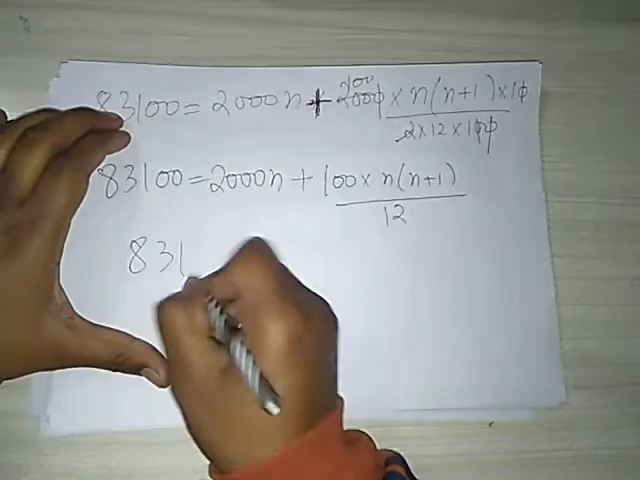 83100 = 2000n + 2000 × n(n+1) × 10 / 2×12×100
83100 = 2000n + 100 × n(n+1) / 12
831